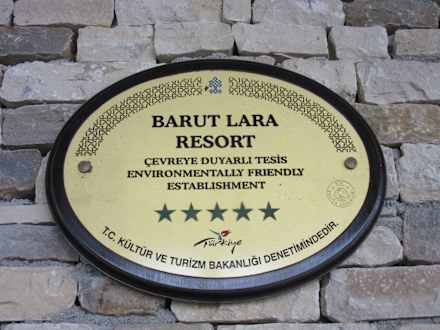 BARUT LARA
RESORT
ÇEVREYE DUYARLI TESİS
ENVIRONMENTALLY FRIENDLY
ESTABLISHMENT
Türkiye
T.C. KÜLTÜR VE TURİZM BAKANLIĞI DENETİMİNDEDİR.